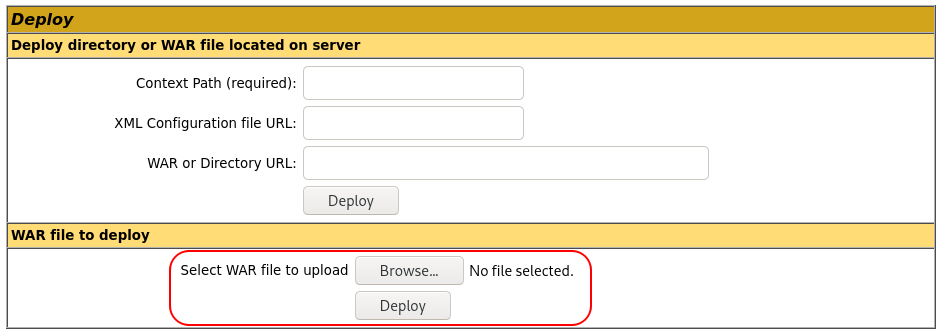 Deploy
Deploy directory or WAR file located on server
Context Path (required):
XML Configuration file URL:
WAR or Directory URL:
Deploy
WAR file to deploy
Select WAR file to upload Browse... No file selected.
Deploy